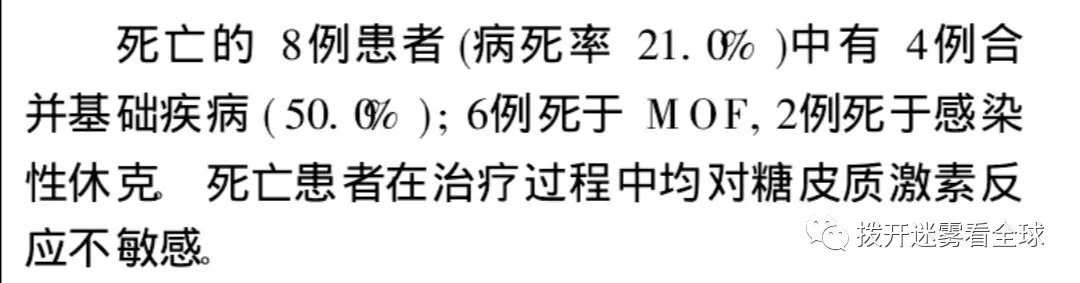 死亡的 8例患者(病死率 21.0% )中有 4例合
并基础疾病(50.0% );6例死于 MOF,2例死于感染
性休克。死亡患者在治疗过程中均对糖皮质激素反
应不敏感。
拨开迷雾看全球